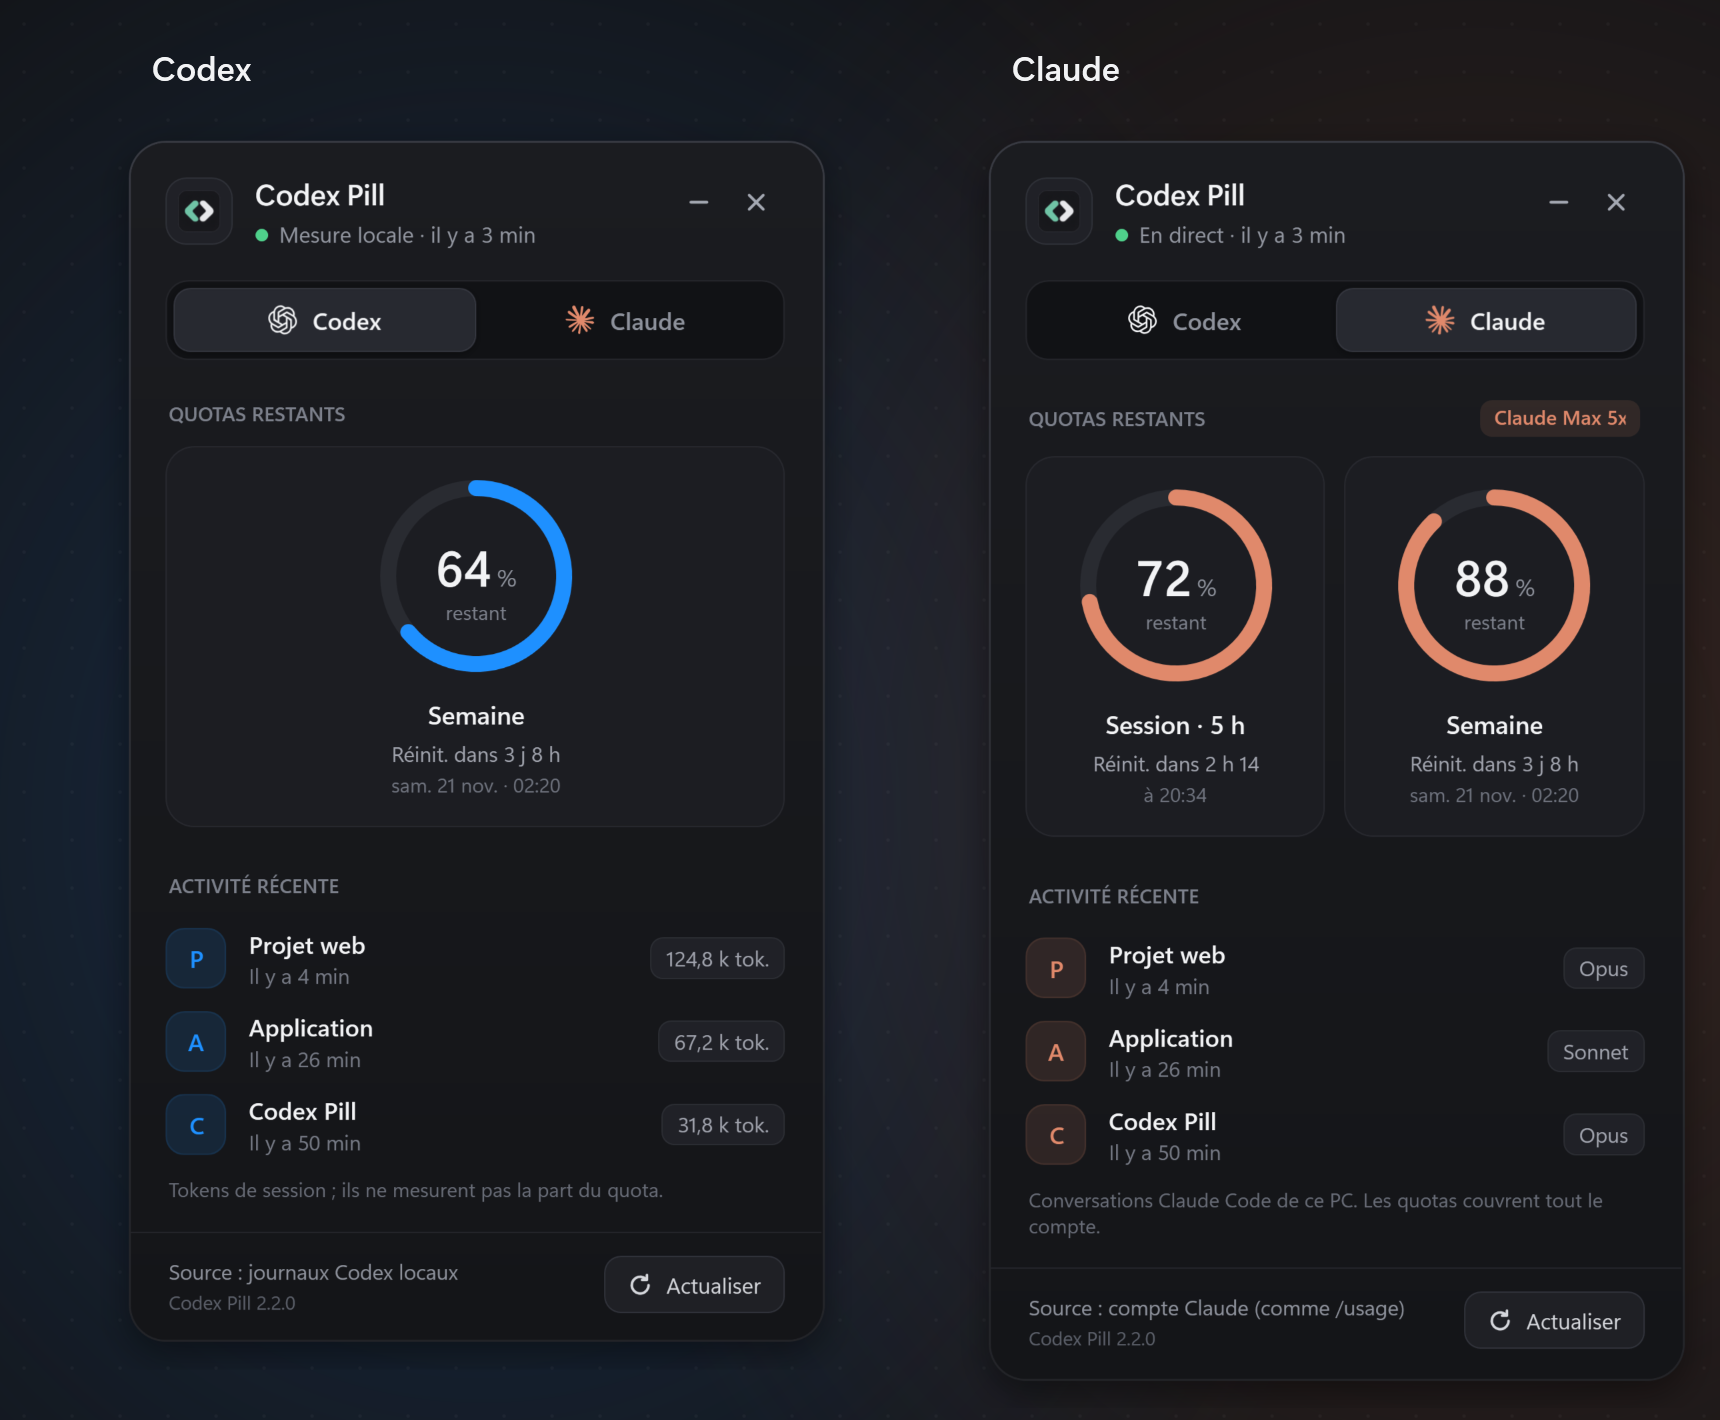 Codex
Codex Pill
Mesure locale · il y a 3 min
Codex
Claude
QUOTAS RESTANTS
64 %
restant
Semaine
Réinit. dans 3 j 8 h
sam. 21 nov. · 02:20
ACTIVITÉ RÉCENTE
P
Projet web
Il y a 4 min
124,8 k tok.
A
Application
Il y a 26 min
67,2 k tok.
C
Codex Pill
Il y a 50 min
31,8 k tok.
Tokens de session ; ils ne mesurent pas la part du quota.
Source : journaux Codex locaux
Codex Pill 2.2.0
Actualiser
Claude
Codex Pill
En direct · il y a 3 min
Codex
Claude
QUOTAS RESTANTS
Claude Max 5x
72 %
restant
Session · 5 h
Réinit. dans 2 h 14
à 20:34
88 %
restant
Semaine
Réinit. dans 3 j 8 h
sam. 21 nov. · 02:20
ACTIVITÉ RÉCENTE
P
Projet web
Il y a 4 min
Opus
A
Application
Il y a 26 min
Sonnet
C
Codex Pill
Il y a 50 min
Opus
Conversations Claude Code de ce PC. Les quotas couvrent tout le
compte.
Source : compte Claude (comme /usage)
Codex Pill 2.2.0
Actualiser